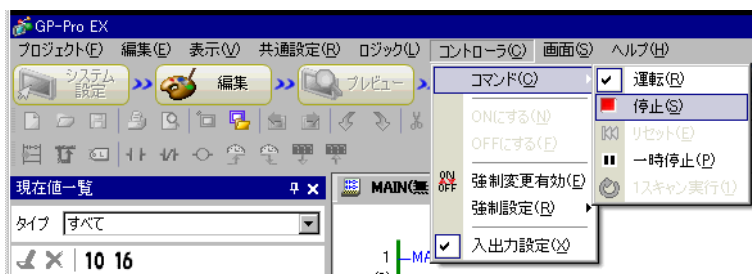 GP-Pro EX
プロジェクト(F) 編集(E) 表示(V) 共通設定(R) ロジック(L) コントローラ(C) 画面(S) ヘルプ(H)
システム設定 編集 プレビュー
コマンド(C)
運転(R)
停止(S)
ONにする(N)
リセット(E)
OFFにする(F)
一時停止(P)
強制変更有効(E)
1スキャン実行(1)
強制設定(R)
入出力設定(X)
現在値一覧
MAIN(無
タイプ すべて
10 16
1 MA